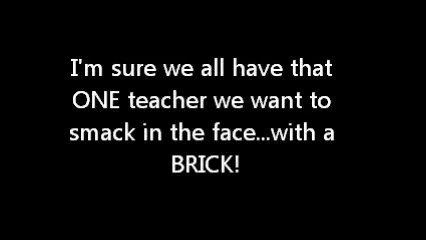 I'm sure we all have that
ONE teacher we want to
smack in the face...with a
BRICK!